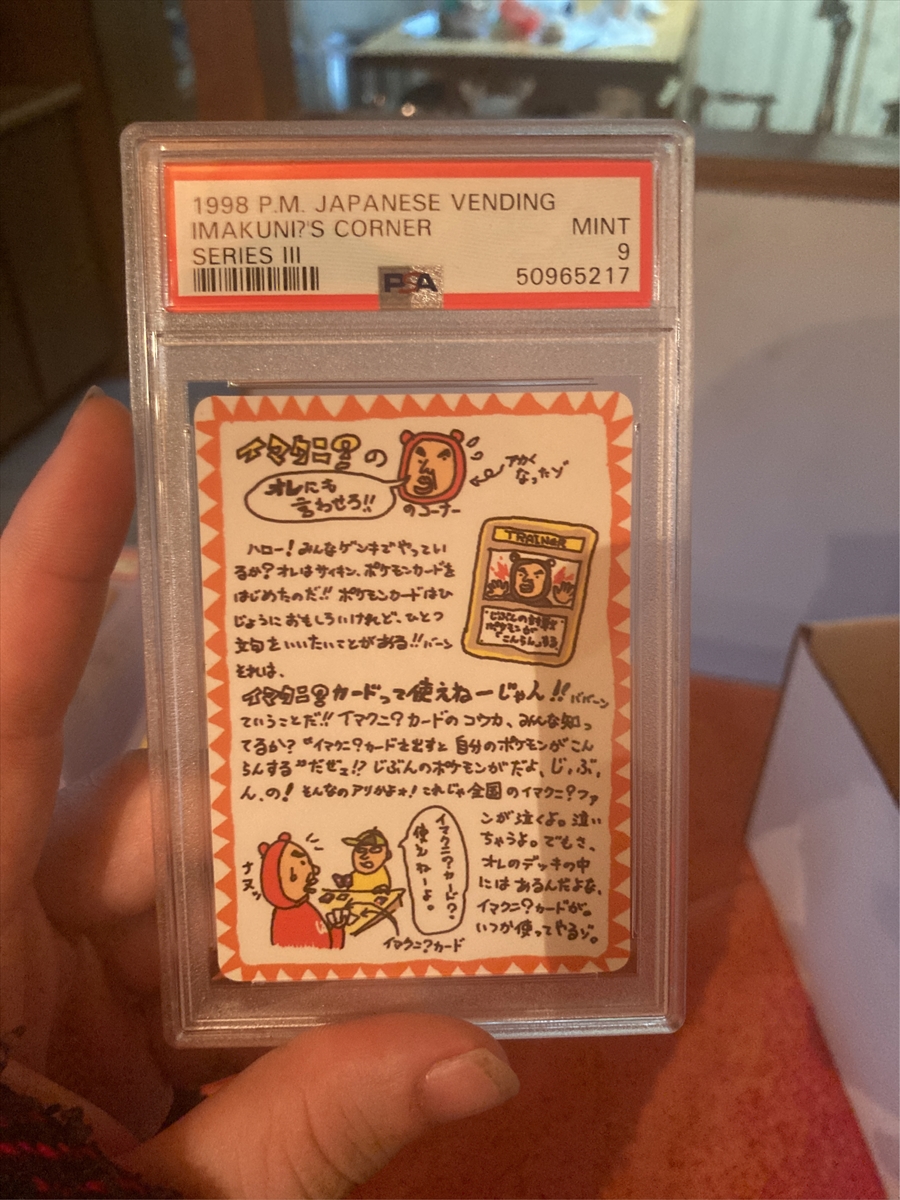 1998 P.M. JAPANESE VENDING
IMAKUNI?'S CORNER MINT
SERIES III 9
PSA 50965217
イマクニ?の
オレにも
言わせろ!!
のコーナー
アカく
なったゾ
ハロー!みんなゲンキでやってい
るか?オレはサイキン、ポケモンカードを
はじめたのだ!!ポケモンカードはひ
じょうにおもしろいけれど、ひとつ
文句をいいたいことがある!!バーン
それは、
TRAINER
じぶんの
ポケモン
こんらんする
イマクニ?カードって使えねーじゃん!!ババーン
ていうことだ!!イマクニ?カードのコウカ、みんな知っ
てるか?“イマクニ?カードを出すと自分のポケモンがこん
らんする”だゼェ!?じぶんのポケモンがだよ、じ、ぶ、
ん、の!そんなのアリかよォ!これじゃ全国のイマクニ?ファ
ンが泣くよ。泣い
ちゃうよ。でもさ、
オレのデッキの中
にはあるんだよな、
イマクニ?カードが。
いつか使ってやるゾ。
ナヌッ
イマクニ?カード?
使えねーよ。
イマクニ?カード